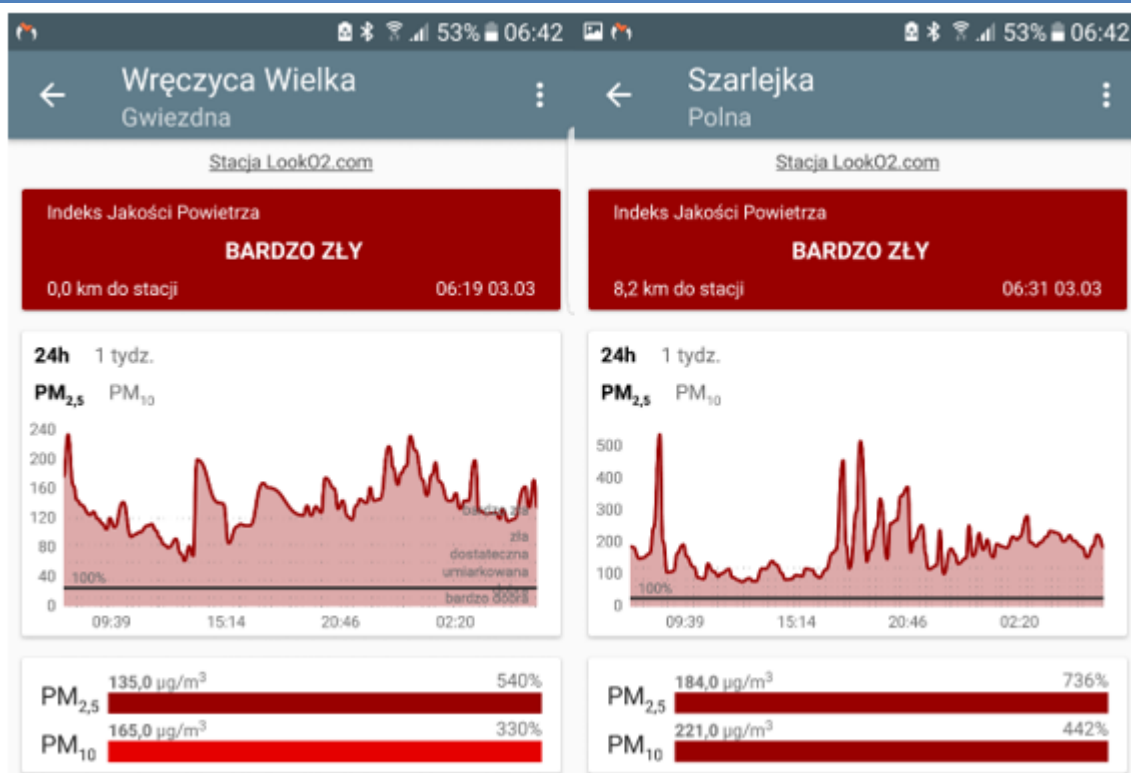 53% 06:42
Wręczyca Wielka
Gwiezdna
Stacja LookO2.com
Indeks Jakości Powietrza
BARDZO ZŁY
0,0 km do stacji 06:19 03.03
24h 1 tydz.
PM2,5 PM10
240
200
160
120
80
40
0
100%
bardzo zła
zła
dostateczna
umiarkowana
bardzo dobra
09:39 15:14 20:46 02:20
PM2,5 135,0 µg/m³ 540%
PM10 165,0 µg/m³ 330%
53% 06:42
Szarlejka
Polna
Stacja LookO2.com
Indeks Jakości Powietrza
BARDZO ZŁY
8,2 km do stacji 06:31 03.03
24h 1 tydz.
PM2,5 PM10
500
400
300
200
100
0
100%
09:39 15:14 20:46 02:20
PM2,5 184,0 µg/m³ 736%
PM10 221,0 µg/m³ 442%